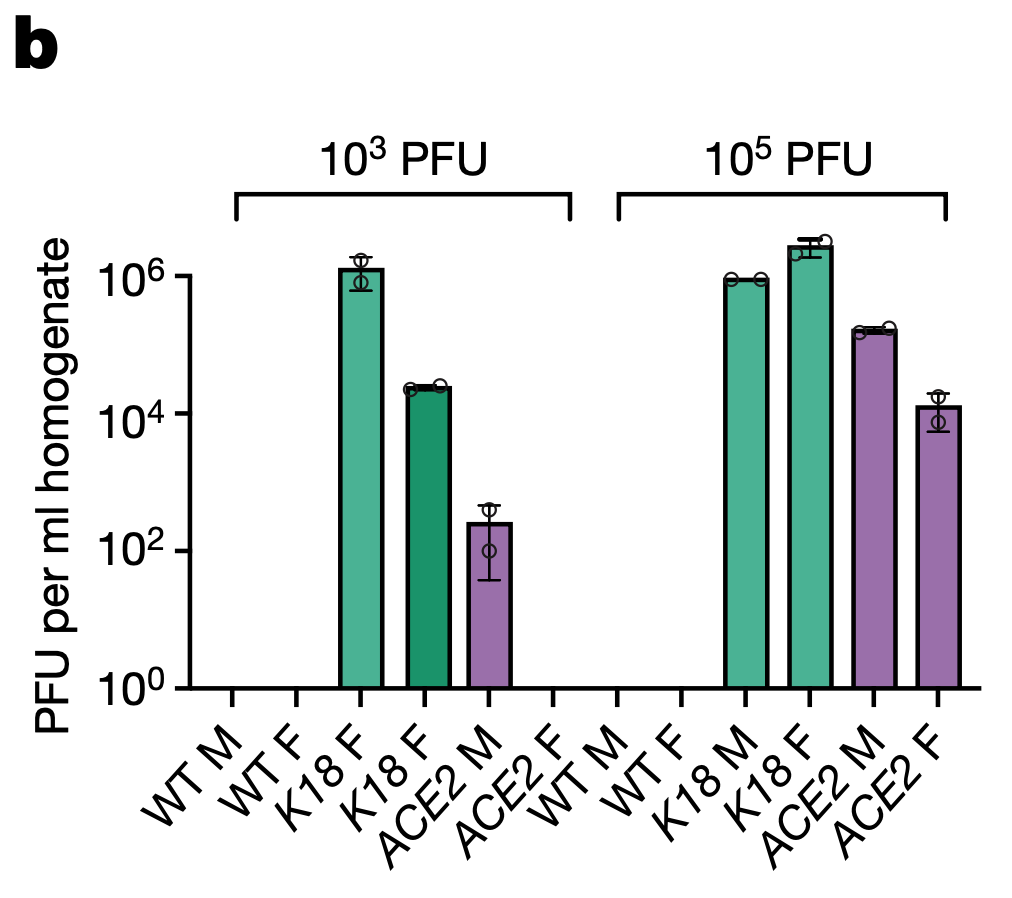 b
10³ PFU
10⁵ PFU
PFU per ml homogenate
10⁶
10⁴
10²
10⁰
WT M
WT F
K18 F
K18 F
ACE2 M
ACE2 F
WT M
WT F
K18 M
K18 F
ACE2 M
ACE2 F